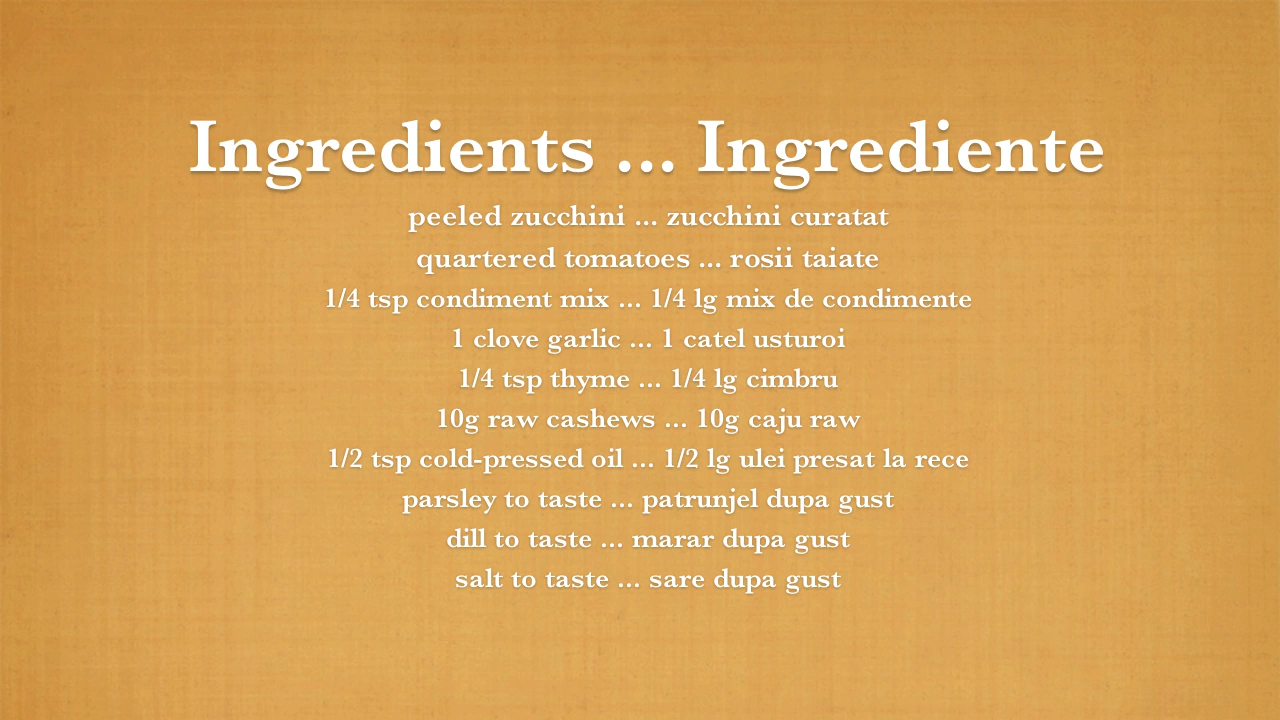 Ingredients ... Ingrediente
peeled zucchini ... zucchini curatat
quartered tomatoes ... rosii taiate
1/4 tsp condiment mix ... 1/4 lg mix de condimente
1 clove garlic ... 1 catel usturoi
1/4 tsp thyme ... 1/4 lg cimbru
10g raw cashews ... 10g caju raw
1/2 tsp cold-pressed oil ... 1/2 lg ulei presat la rece
parsley to taste ... patrunjel dupa gust
dill to taste ... marar dupa gust
salt to taste ... sare dupa gust